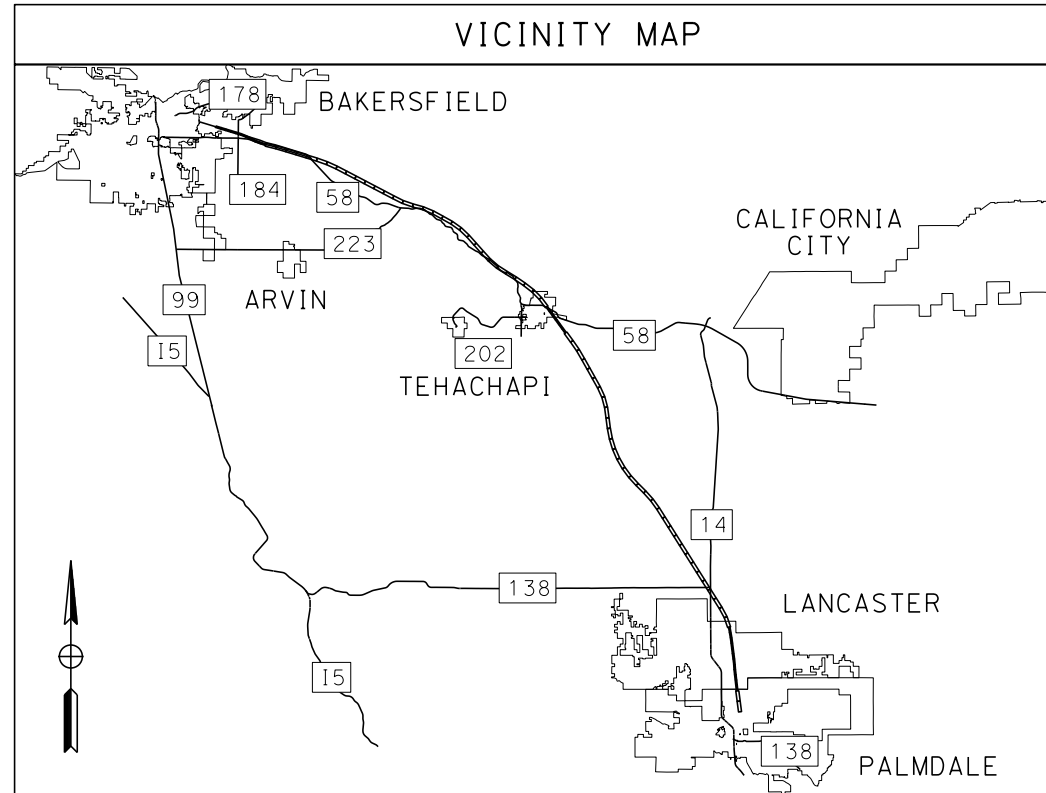 VICINITY MAP
178
BAKERSFIELD
184
58
223
CALIFORNIA
CITY
99
ARVIN
I5
58
202
TEHACHAPI
14
138
LANCASTER
I5
138
PALMDALE